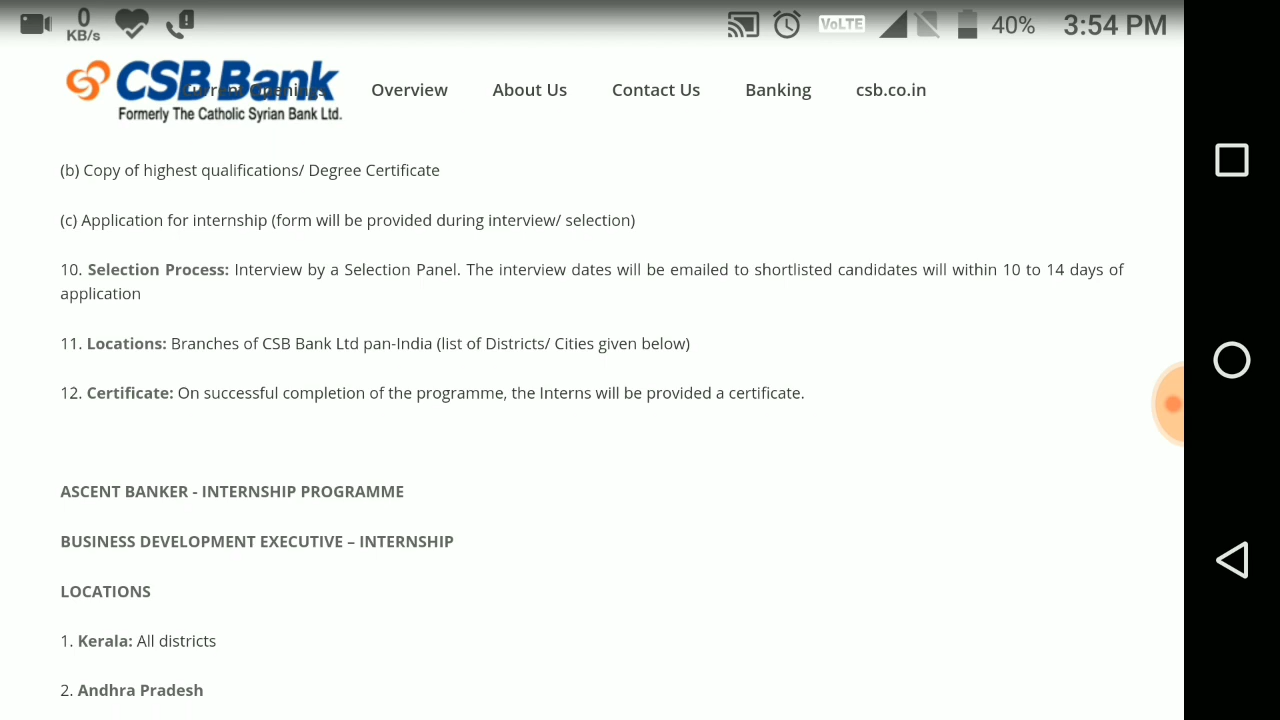 0
KB/s
VoLTE
40%
3:54 PM
CSB Bank
Formerly The Catholic Syrian Bank Ltd.
Current Openings
Overview
About Us
Contact Us
Banking
csb.co.in
(b) Copy of highest qualifications/ Degree Certificate
(c) Application for internship (form will be provided during interview/ selection)
10. Selection Process: Interview by a Selection Panel. The interview dates will be emailed to shortlisted candidates will within 10 to 14 days of
application
11. Locations: Branches of CSB Bank Ltd pan-India (list of Districts/ Cities given below)
12. Certificate: On successful completion of the programme, the Interns will be provided a certificate.
ASCENT BANKER - INTERNSHIP PROGRAMME
BUSINESS DEVELOPMENT EXECUTIVE – INTERNSHIP
LOCATIONS
1. Kerala: All districts
2. Andhra Pradesh